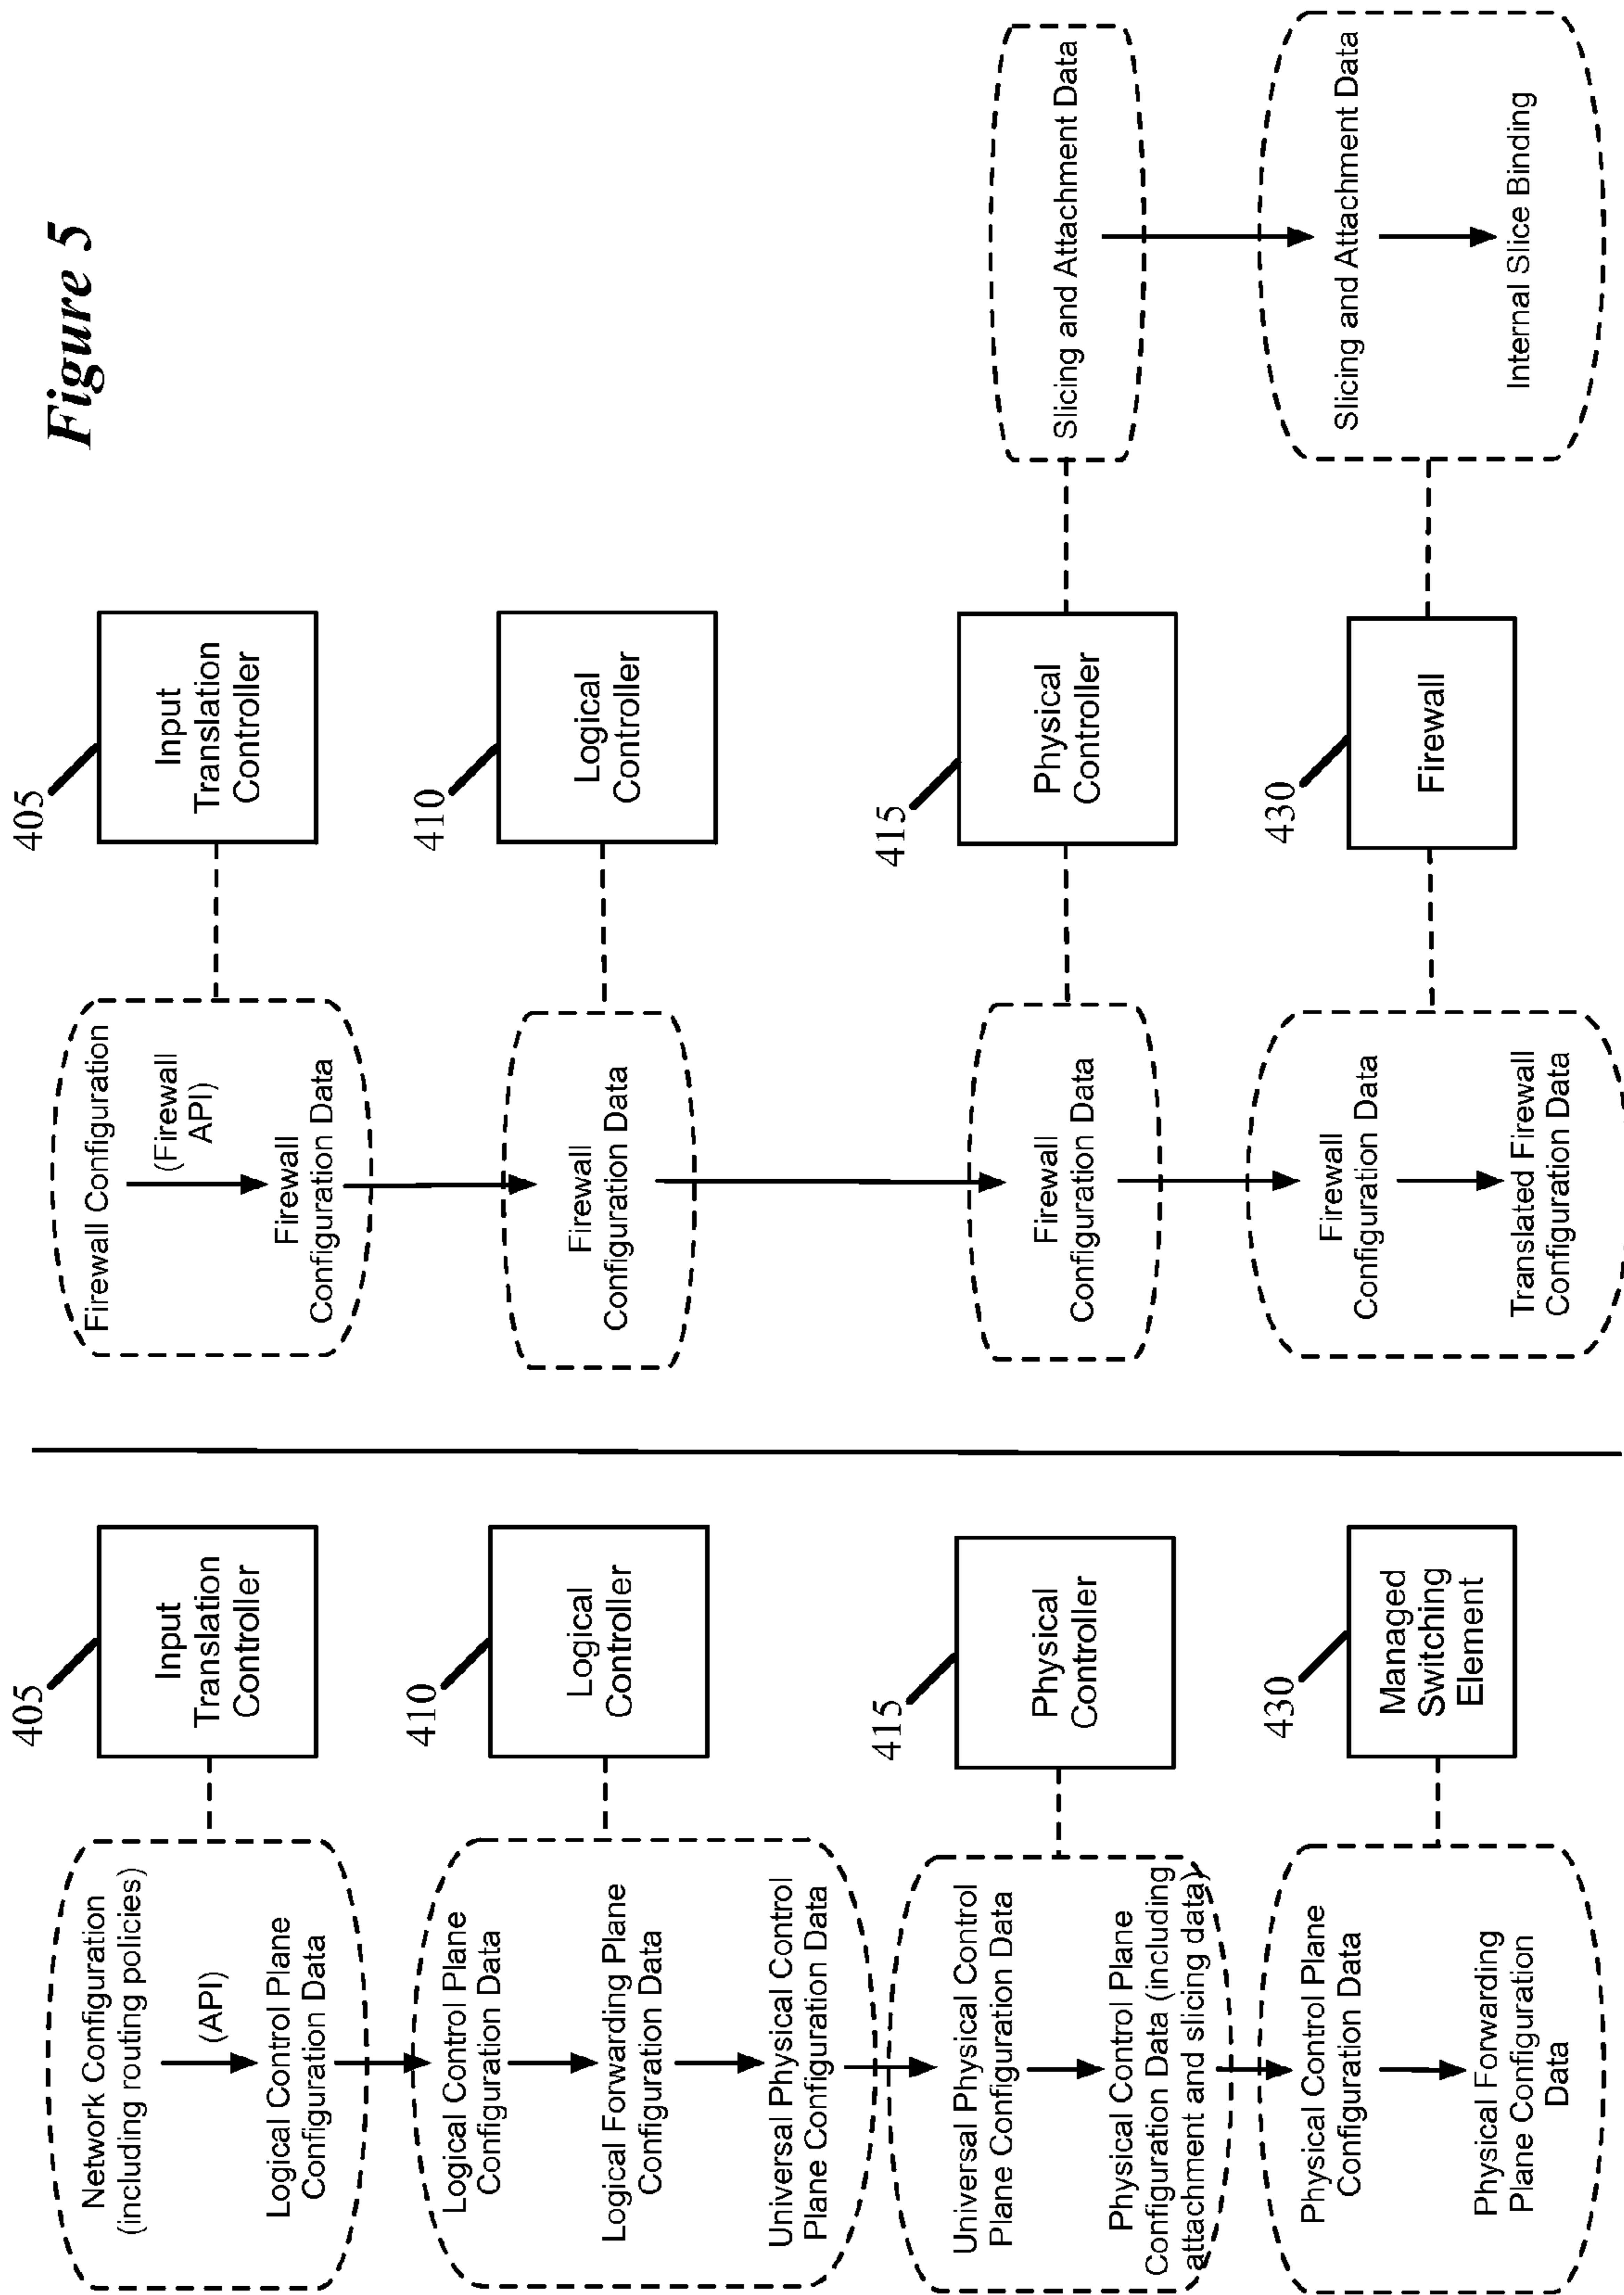 Figure 5
405
Input
Translation
Controller
Network Configuration
(including routing policies)
(API)
Logical Control Plane
Configuration Data
410
Logical
Controller
Logical Control Plane
Configuration Data
Logical Forwarding Plane
Configuration Data
Universal Physical Control
Plane Configuration Data
415
Physical
Controller
Universal Physical Control
Plane Configuration Data
Physical Control Plane
Configuration Data (including
attachment and slicing data)
430
Managed
Switching
Element
Physical Control Plane
Configuration Data
Physical Forwarding
Plane Configuration
Data
405
Input
Translation
Controller
Firewall Configuration
(Firewall
API)
Firewall
Configuration Data
410
Logical
Controller
Firewall
Configuration Data
415
Physical
Controller
Firewall
Configuration Data
Slicing and Attachment Data
430
Firewall
Firewall
Configuration Data
Translated Firewall
Configuration Data
Slicing and Attachment Data
Internal Slice Binding